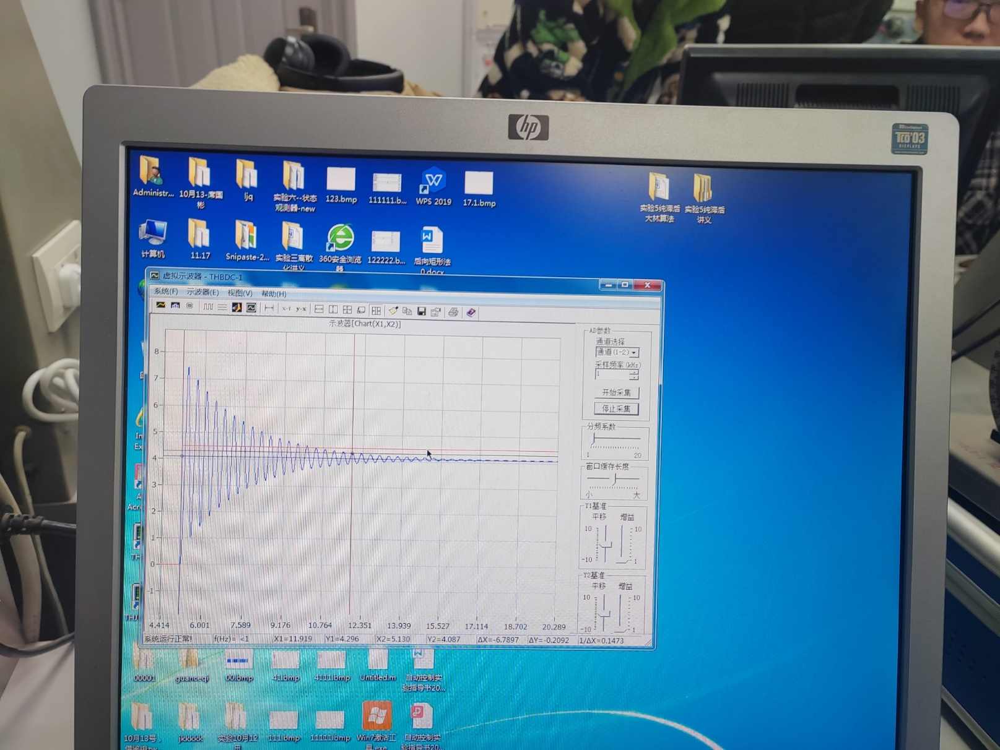 hp
TCO'03
DISPLAYS
Administr...
10月13-席国
彬
ljq
实验六--状态
观测器-new
123.bmp
111111.b...
WPS 2019
17.1.bmp
实验5纯滞后
大林算法
实验5纯滞后
讲义
计算机
11.17
Snipaste-2...
实验三离散
化讲义
360安全浏览
器
122222.b...
后向矩形法
0.docx
虚拟示波器 - THBDC-1
系统(F) 示波器(E) 视图(V) 帮助(H)
x-t y-x
示波器[Chart(X1,X2)]
8
7
6
5
4
3
2
1
0
-1
4.414 6.001 7.589 9.176 10.764 12.351 13.939 15.527 17.114 18.702 20.289
AD参数
通道选择
通道(1-2)
采样频率(kHz)
1
开始采集
停止采集
分频系数
1 20
窗口缓存长度
小 大
Y1基准
平移 增益
10 10
-10 1
Y2基准
平移 增益
10 10
-10 1
系统运行正常! f(Hz)= <1 X1=11.919 Y1=4.296 X2=5.130 Y2=4.087 ΔX=-6.7897 ΔY=-0.2092 1/ΔX=0.1473
In
Ex
A
Acr
TH
THJ
00001
guanceqi
00.bmp
41.bmp
4111.bmp
Untitled.m
自动控制实
验指导书20...
10月13号,
jkkkkk
实验10月12
111.bmp
11111.bmp
Win7激活工
具.exe
自动控制实
验指导书20...